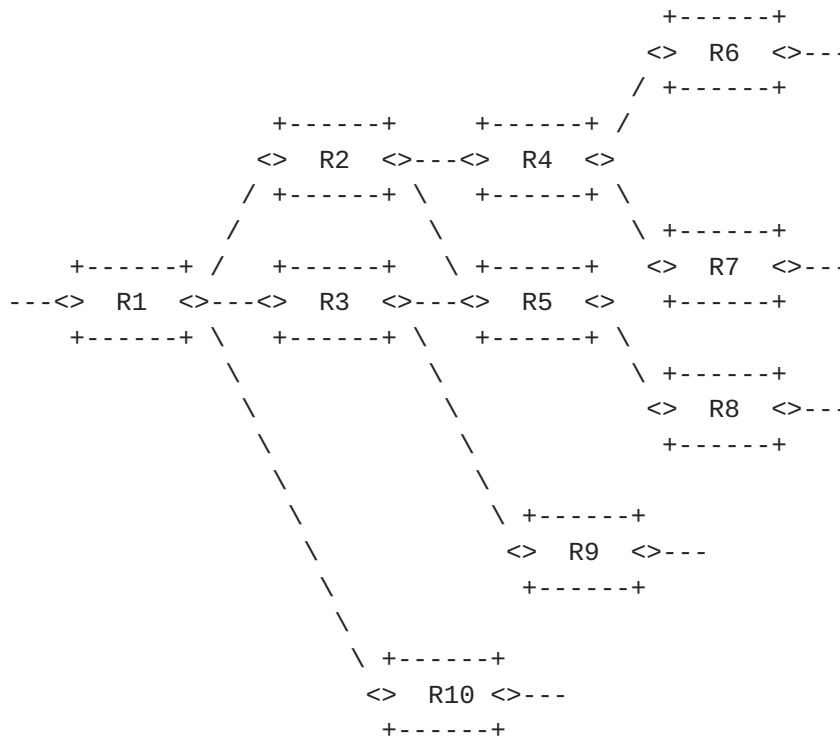 +------+
                                         <>  R6  <>---
                                        / +------+
                 +------+     +------+ /
                <>  R2  <>---<>  R4  <>
               / +------+ \   +------+ \
              /            \            \ +------+
    +------+ /   +------+   \ +------+   <>  R7  <>---
---<>  R1  <>---<>  R3  <>---<>  R5  <>   +------+
    +------+ \   +------+ \   +------+ \
              \            \            \ +------+
               \            \            <>  R8  <>---
                \            \            +------+
                 \            \
                  \            \ +------+
                   \            <>  R9  <>---
                    \            +------+
                     \
                      \ +------+
                       <>  R10 <>---
                        +------+